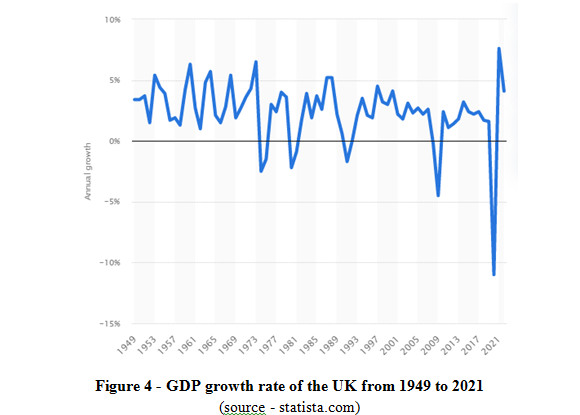 10%
5%
0%
−5%
−10%
−15%
Annual growth
1949 1953 1957 1961 1965 1969 1973 1977 1981 1985 1989 1993 1997 2001 2005 2009 2013 2017 2021
Figure 4 - GDP growth rate of the UK from 1949 to 2021
(source - statista.com)